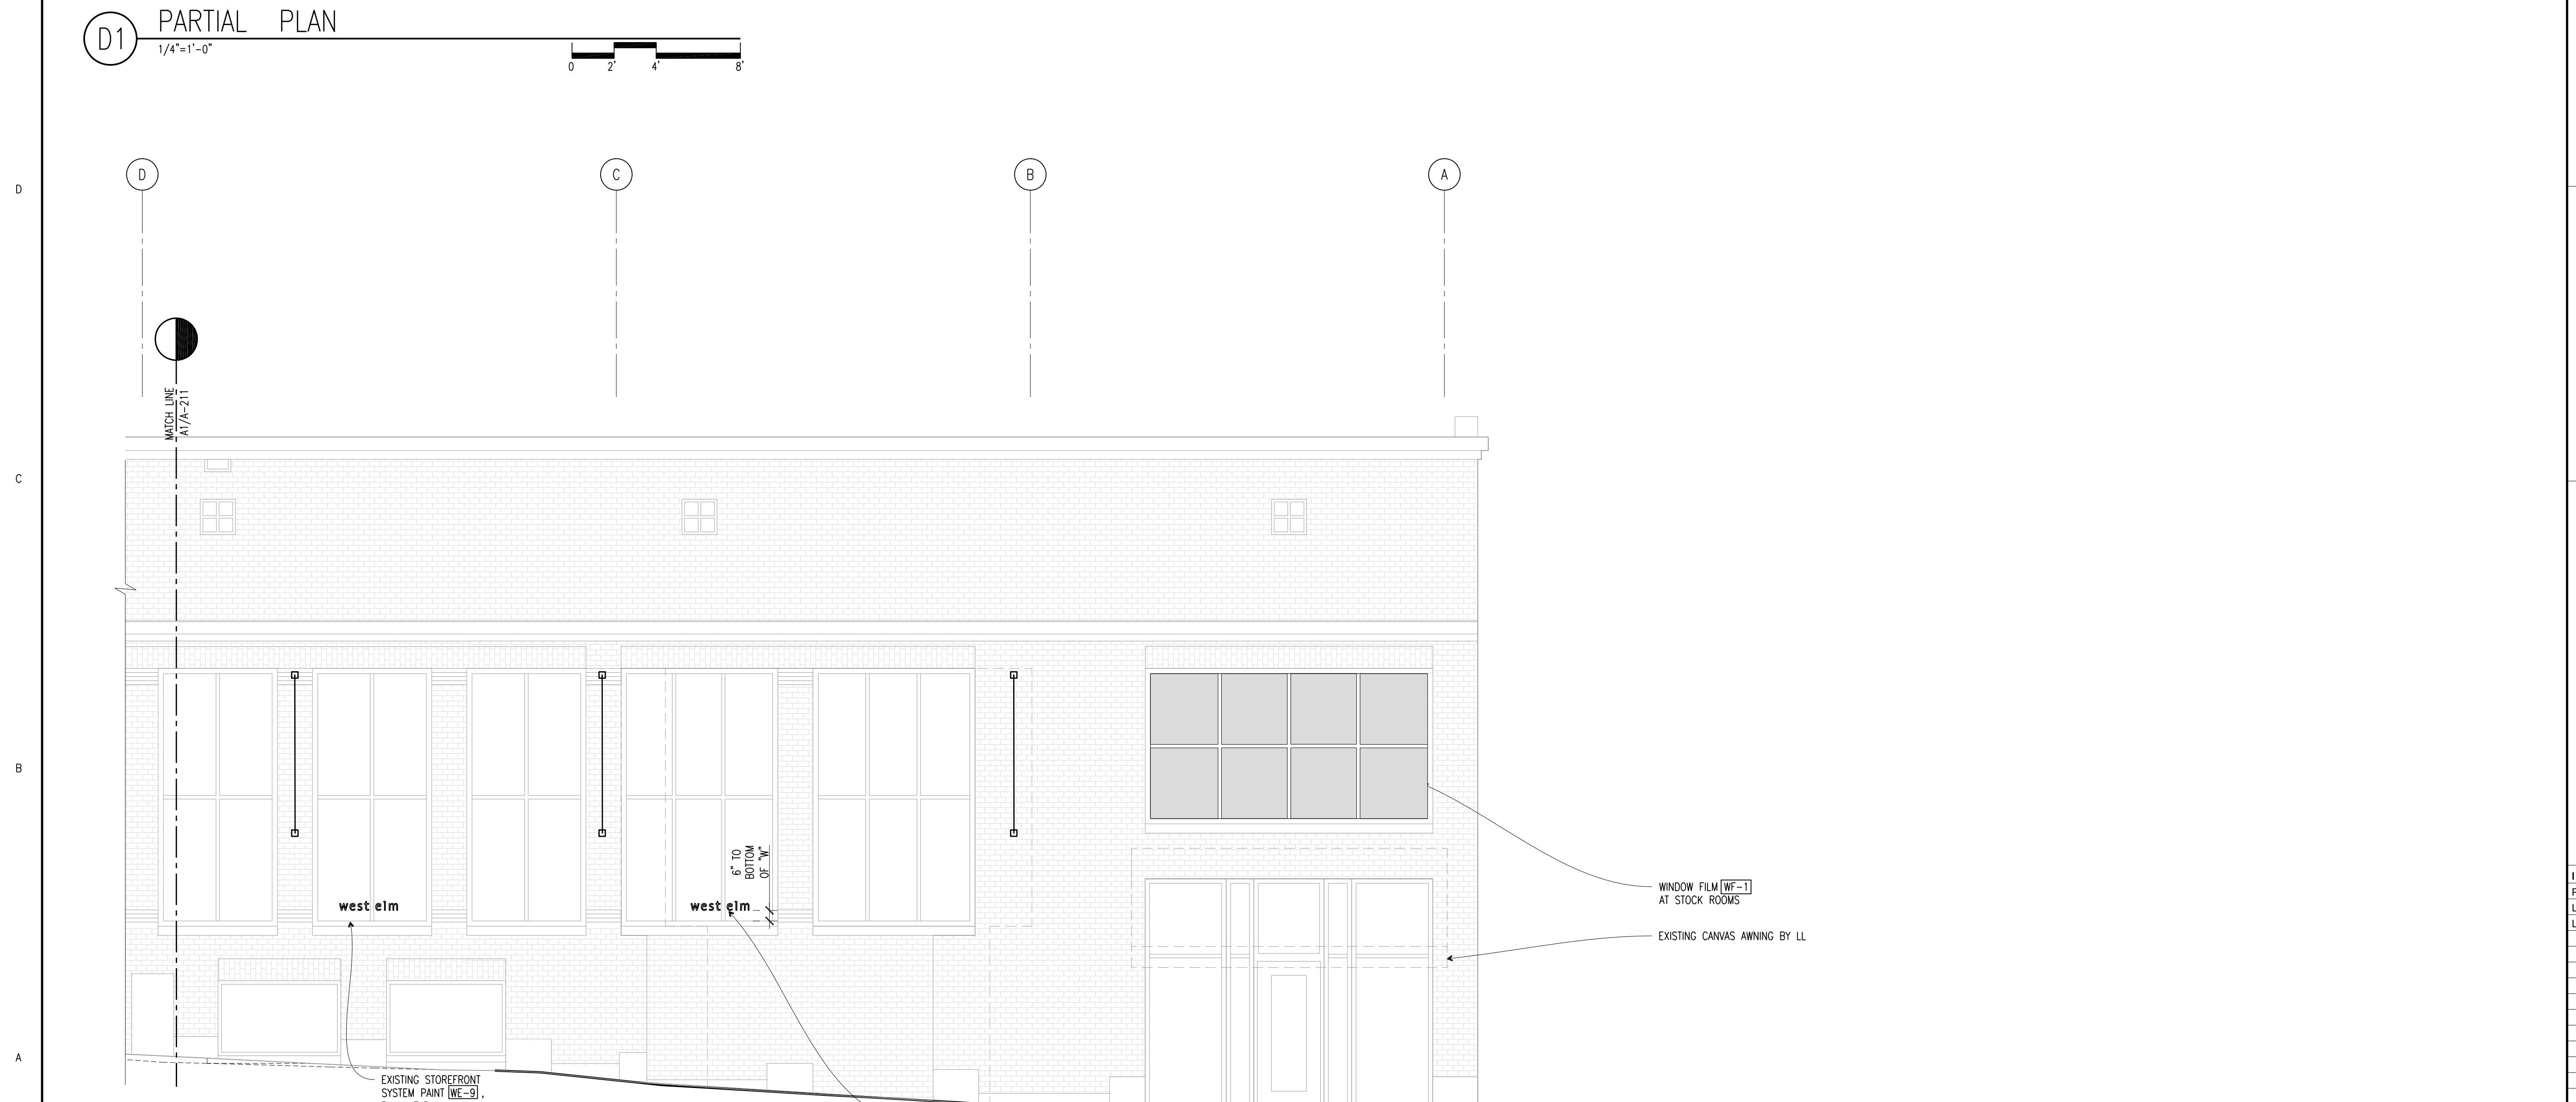 D1
PARTIAL PLAN
1/4"=1'-0"
0 2' 4' 8'
D C B A
D
C
B
A
MATCH LINE
A1/A-211
6" TO
BOTTOM
OF "W"
west elm
west elm
WINDOW FILM WF-1
AT STOCK ROOMS
EXISTING CANVAS AWNING BY LL
EXISTING STOREFRONT
SYSTEM PAINT WE-9,